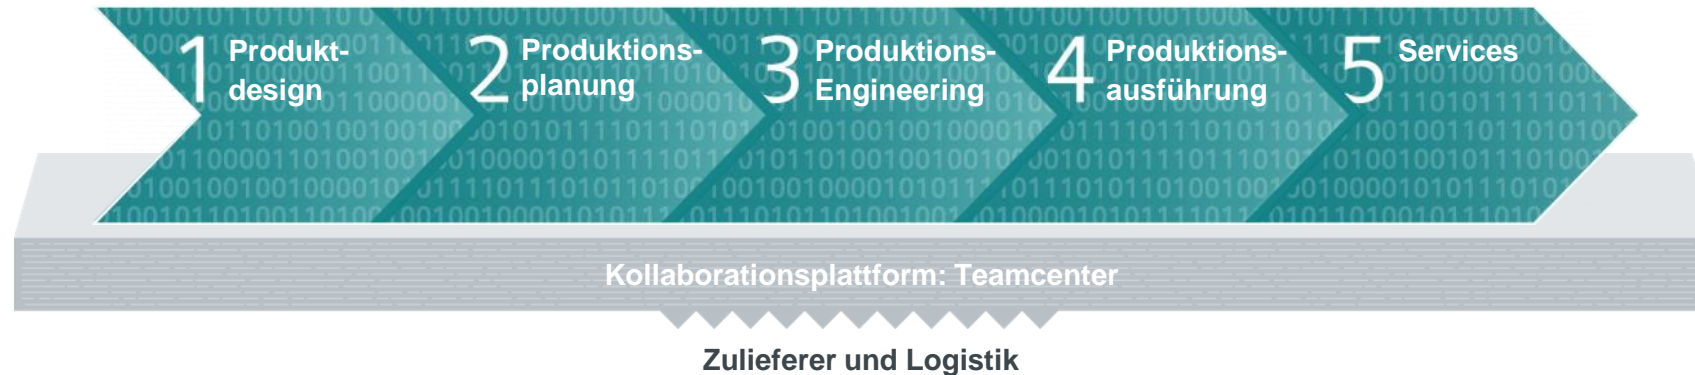 1 Produkt-
design
2 Produktions-
planung
3 Produktions-
Engineering
4 Produktions-
ausführung
5 Services
Kollaborationsplattform: Teamcenter
Zulieferer und Logistik